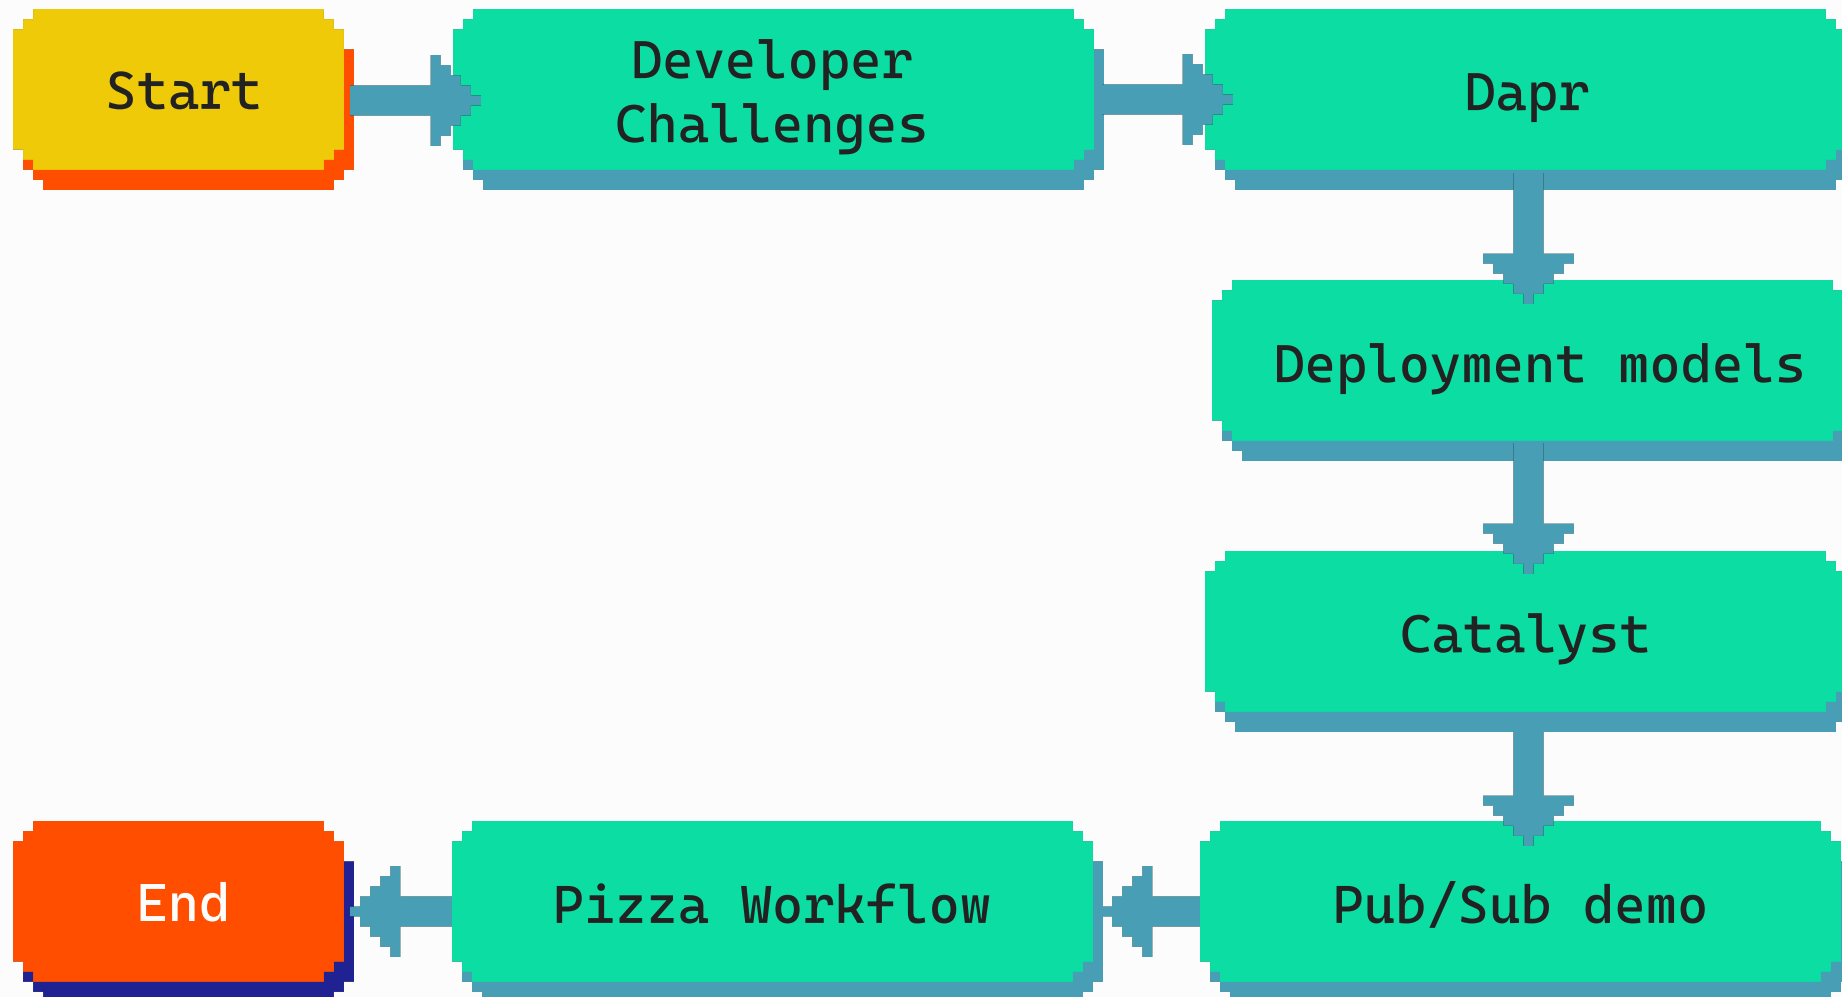 Start
Developer
Challenges
Dapr
Deployment models
Catalyst
Pub/Sub demo
Pizza Workflow
End